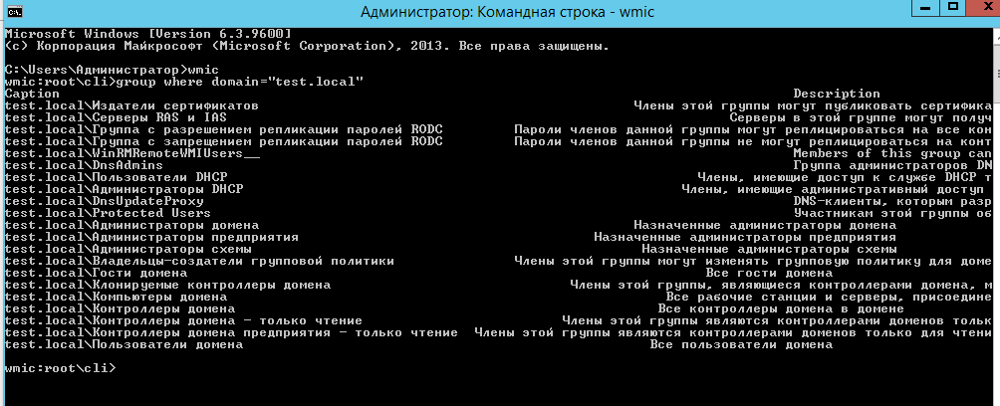 Администратор: Командная строка - wmic
Microsoft Windows [Version 6.3.9600]
(c) Корпорация Майкрософт (Microsoft Corporation), 2013. Все права защищены.
C:\Users\Администратор>wmic
wmic:root\cli>group where domain="test.local"
Caption Description
test.local\Издатели сертификатов Члены этой группы могут публиковать сертифика
test.local\Серверы RAS и IAS Серверы в этой группе могут получ
test.local\Группа с разрешением репликации паролей RODC Пароли членов данной группы могут реплицироваться на все кон
test.local\Группа с запрещением репликации паролей RODC Пароли членов данной группы не могут реплицироваться на конт
test.local\WinRMRemoteWMIUsers__ Members of this group can
test.local\DnsAdmins Группа администраторов DN
test.local\Пользователи DHCP Члены, имеющие доступ к службе DHCP т
test.local\Администраторы DHCP Члены, имеющие административный доступ
test.local\DnsUpdateProxy DNS-клиенты, которым разр
test.local\Protected Users Участникам этой группы об
test.local\Администраторы домена Назначенные администраторы домена
test.local\Администраторы предприятия Назначенные администраторы предприятия
test.local\Администраторы схемы Назначенные администраторы схемы
test.local\Владельцы-создатели групповой политики Члены этой группы могут изменять групповую политику для доме
test.local\Гости домена Все гости домена
test.local\Клонируемые контроллеры домена Члены этой группы, являющиеся контроллерами домена, м
test.local\Компьютеры домена Все рабочие станции и серверы, присоедине
test.local\Контроллеры домена Все контроллеры домена в домене
test.local\Контроллеры домена - только чтение Члены этой группы являются контроллерами доменов тольк
test.local\Контроллеры домена предприятия - только чтение Члены этой группы являются контроллерами доменов только для чтени
test.local\Пользователи домена Все пользователи домена
wmic:root\cli>